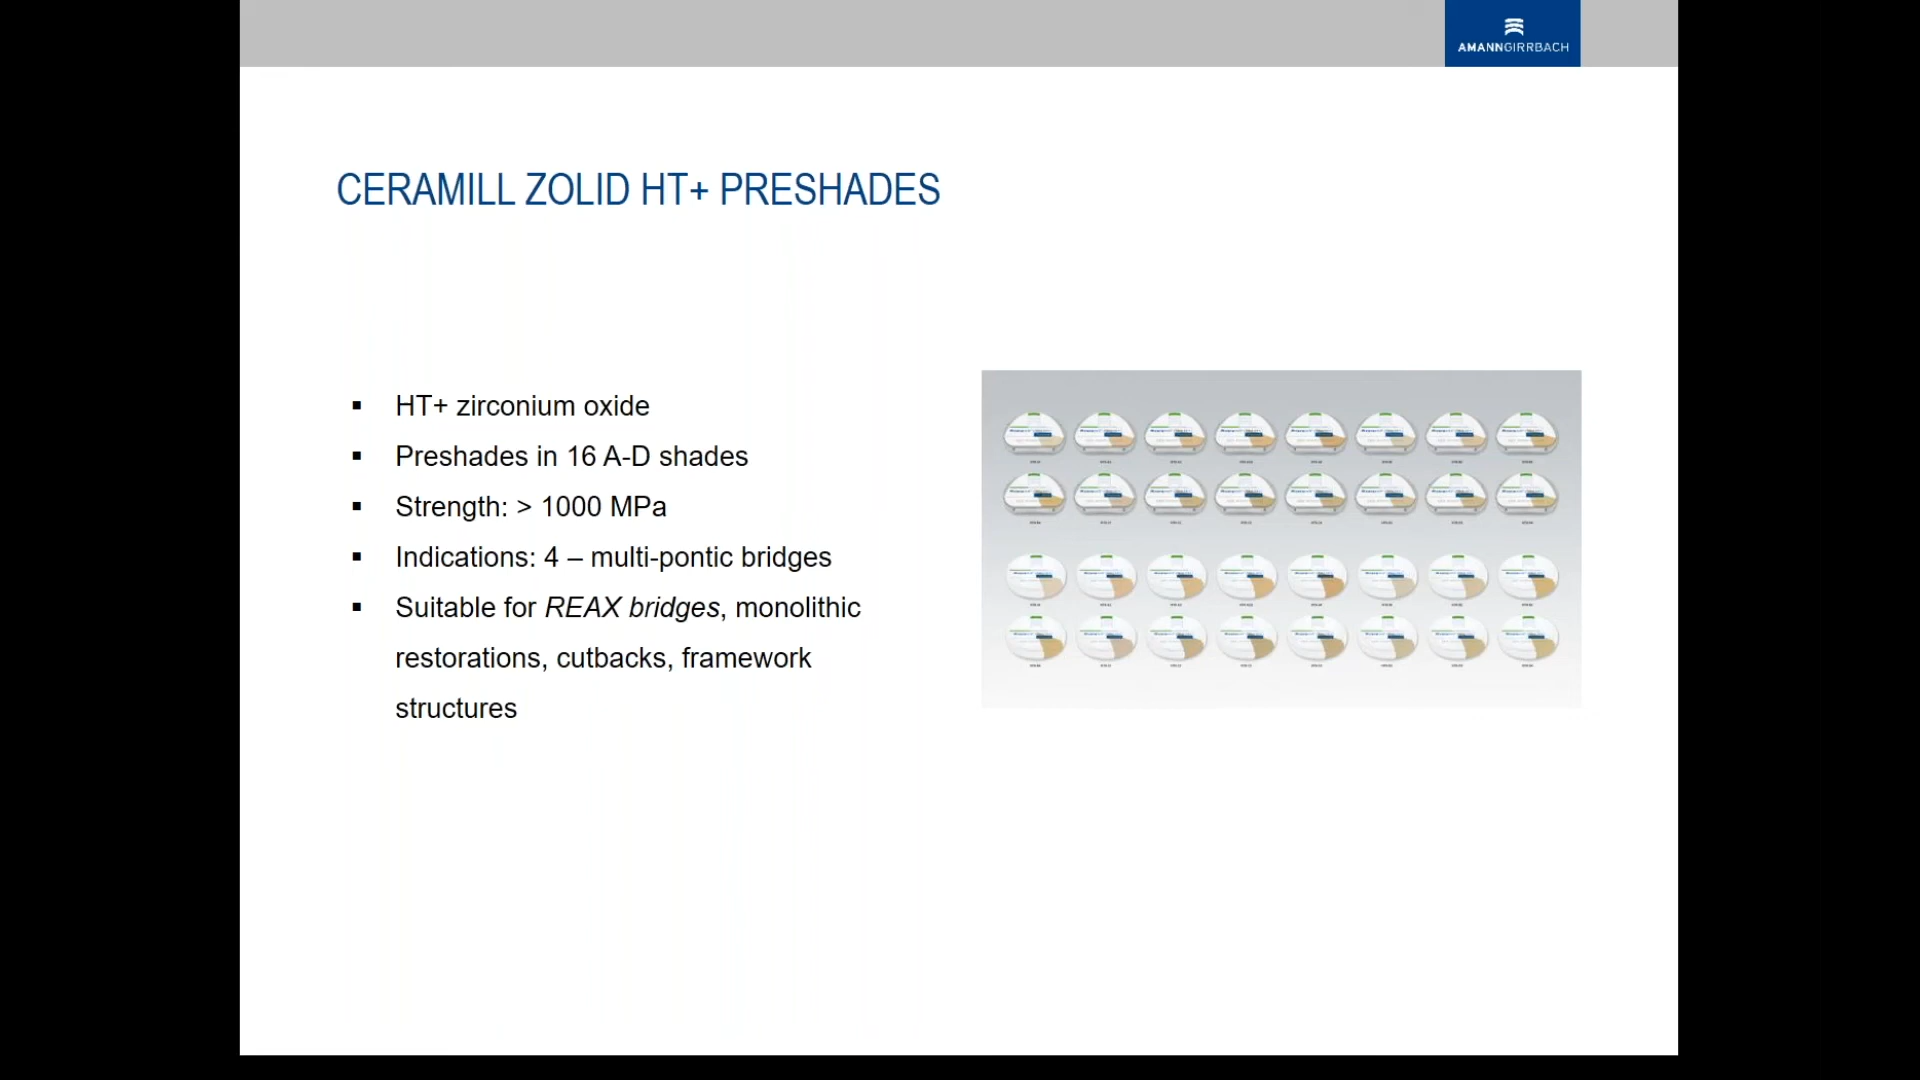 AMANNGIRRBACH
CERAMILL ZOLID HT+ PRESHADES
▪ HT+ zirconium oxide
▪ Preshades in 16 A-D shades
▪ Strength: > 1000 MPa
▪ Indications: 4 – multi-pontic bridges
▪ Suitable for REAX bridges, monolithic
restorations, cutbacks, framework
structures